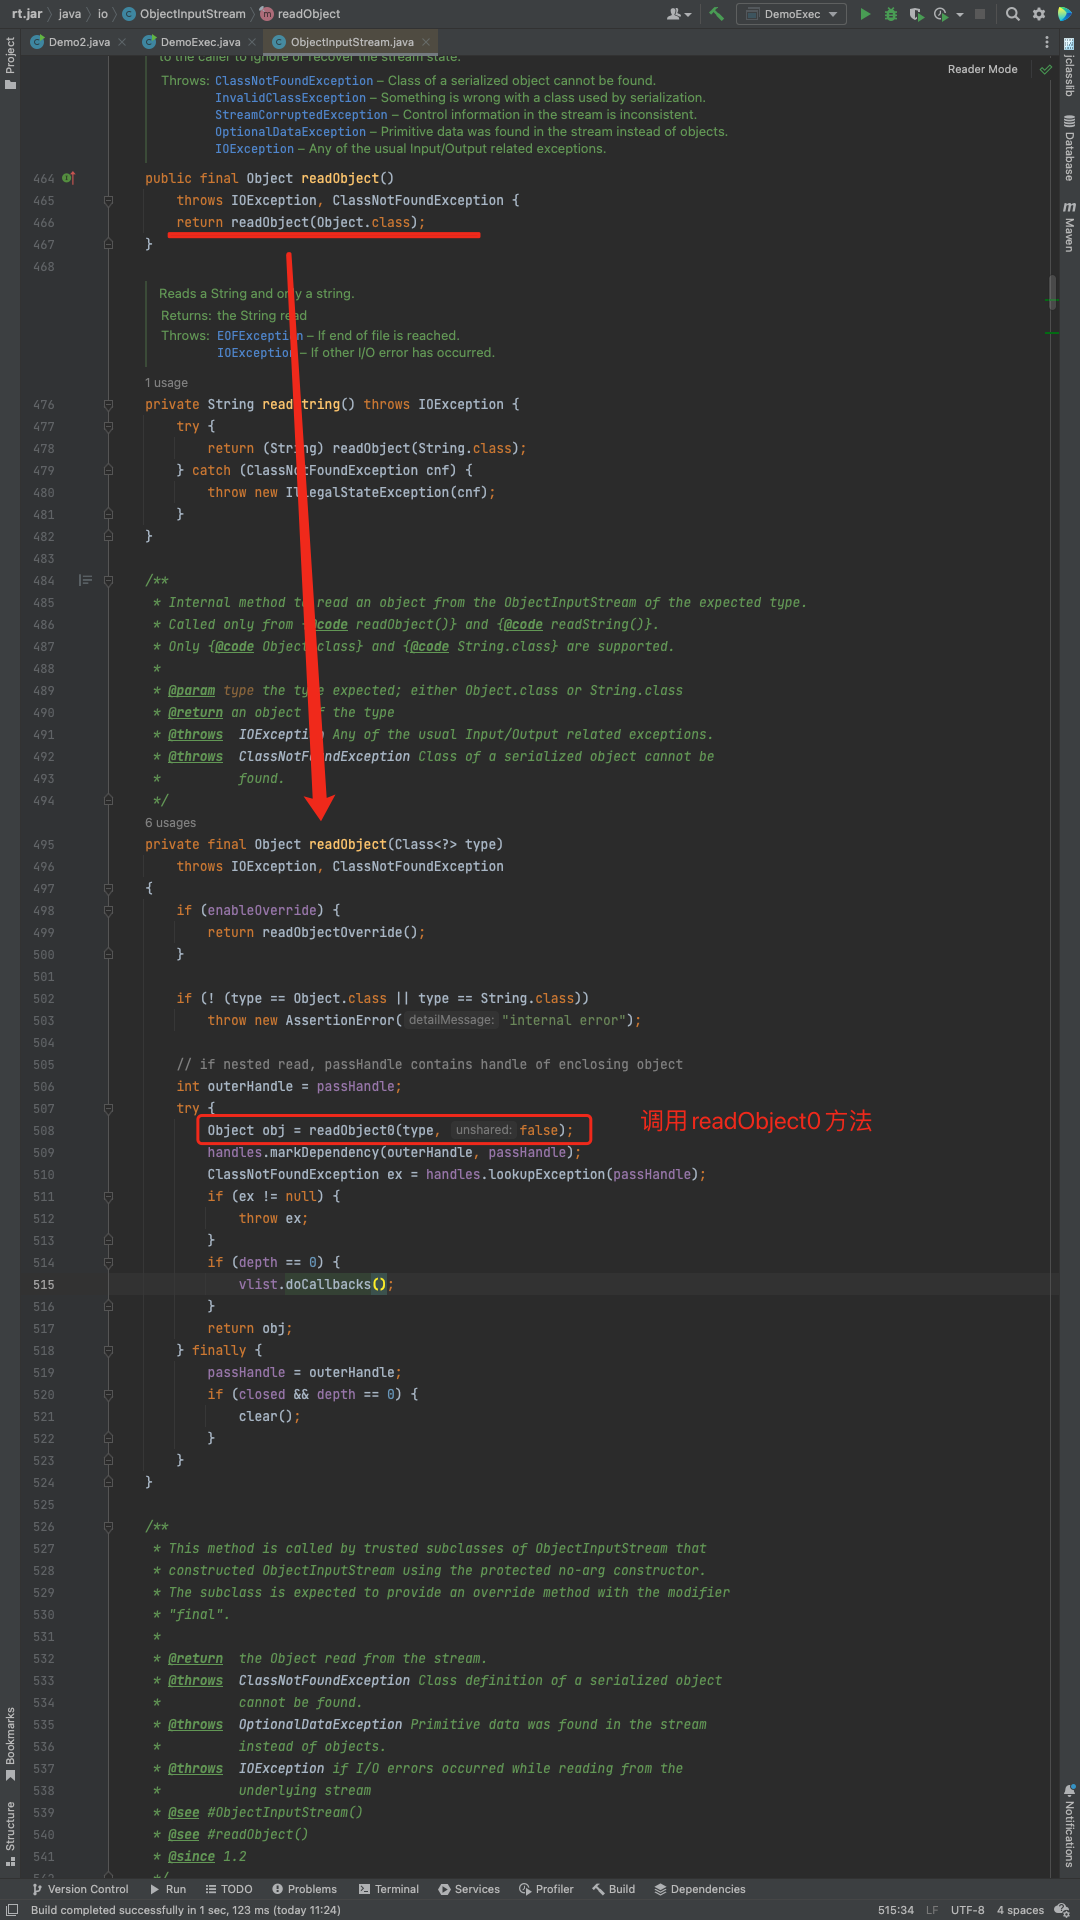 rt.jar java io ObjectInputStream readObject DemoExec
Demo2.java DemoExec.java ObjectInputStream.java
Project
jclasslib
Database
Maven
Reader Mode
to the caller to ignore or recover the stream state.
Throws: ClassNotFoundException – Class of a serialized object cannot be found.
InvalidClassException – Something is wrong with a class used by serialization.
StreamCorruptedException – Control information in the stream is inconsistent.
OptionalDataException – Primitive data was found in the stream instead of objects.
IOException – Any of the usual Input/Output related exceptions.
464 public final Object readObject()
465 throws IOException, ClassNotFoundException {
466 return readObject(Object.class);
467 }
468
Reads a String and only a string.
Returns: the String read
Throws: EOFException – If end of file is reached.
IOException – If other I/O error has occurred.
1 usage
476 private String readString() throws IOException {
477 try {
478 return (String) readObject(String.class);
479 } catch (ClassNotFoundException cnf) {
480 throw new IllegalStateException(cnf);
481 }
482 }
483
484 /**
485 * Internal method to read an object from the ObjectInputStream of the expected type.
486 * Called only from {@code readObject()} and {@code readString()}.
487 * Only {@code Object.class} and {@code String.class} are supported.
488 *
489 * @param type the type expected; either Object.class or String.class
490 * @return an object of the type
491 * @throws IOException Any of the usual Input/Output related exceptions.
492 * @throws ClassNotFoundException Class of a serialized object cannot be
493 * found.
494 */
6 usages
495 private final Object readObject(Class<?> type)
496 throws IOException, ClassNotFoundException
497 {
498 if (enableOverride) {
499 return readObjectOverride();
500 }
501
502 if (! (type == Object.class || type == String.class))
503 throw new AssertionError( detailMessage: "internal error");
504
505 // if nested read, passHandle contains handle of enclosing object
506 int outerHandle = passHandle;
507 try {
508 Object obj = readObject0(type, unshared: false);
调用 readObject0 方法
509 handles.markDependency(outerHandle, passHandle);
510 ClassNotFoundException ex = handles.lookupException(passHandle);
511 if (ex != null) {
512 throw ex;
513 }
514 if (depth == 0) {
515 vlist.doCallbacks();
516 }
517 return obj;
518 } finally {
519 passHandle = outerHandle;
520 if (closed && depth == 0) {
521 clear();
522 }
523 }
524 }
525
526 /**
527 * This method is called by trusted subclasses of ObjectInputStream that
528 * constructed ObjectInputStream using the protected no-arg constructor.
529 * The subclass is expected to provide an override method with the modifier
530 * "final".
531 *
532 * @return the Object read from the stream.
533 * @throws ClassNotFoundException Class definition of a serialized object
534 * cannot be found.
535 * @throws OptionalDataException Primitive data was found in the stream
536 * instead of objects.
537 * @throws IOException if I/O errors occurred while reading from the
538 * underlying stream
539 * @see #ObjectInputStream()
540 * @see #readObject()
541 * @since 1.2
542 */
Bookmarks
Structure
Notifications
Version Control Run TODO Problems Terminal Services Profiler Build Dependencies
Build completed successfully in 1 sec, 123 ms (today 11:24) 515:34 LF UTF-8 4 spaces